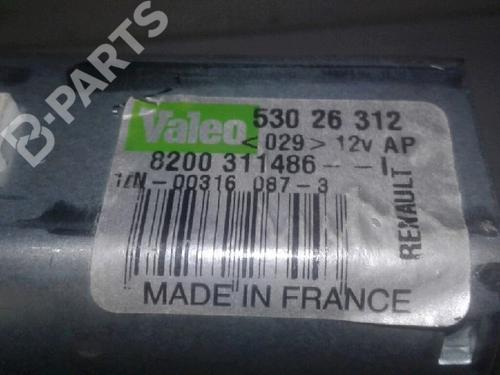 B-PARTS
Valeo 530 26 312
<029> 12v AP
8200 311486--I
00316 087-3
RENAULT
MADE IN FRANCE